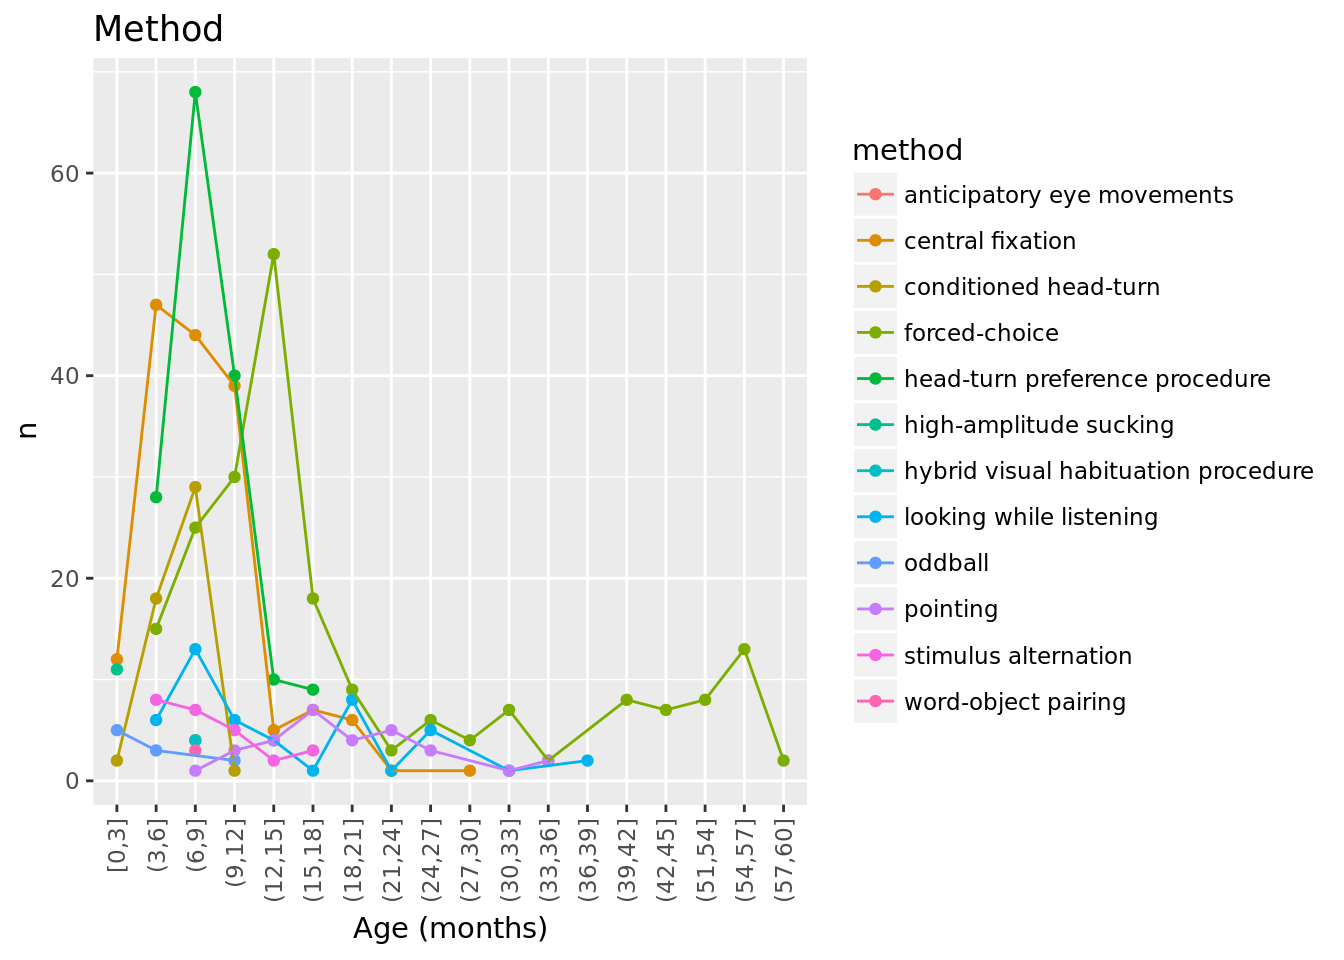 Method
60
40
20
0
n
[0,3]
(3,6]
(6,9]
(9,12]
(12,15]
(15,18]
(18,21]
(21,24]
(24,27]
(27,30]
(30,33]
(33,36]
(36,39]
(39,42]
(42,45]
(51,54]
(54,57]
(57,60]
Age (months)
method
anticipatory eye movements
central fixation
conditioned head-turn
forced-choice
head-turn preference procedure
high-amplitude sucking
hybrid visual habituation procedure
looking while listening
oddball
pointing
stimulus alternation
word-object pairing